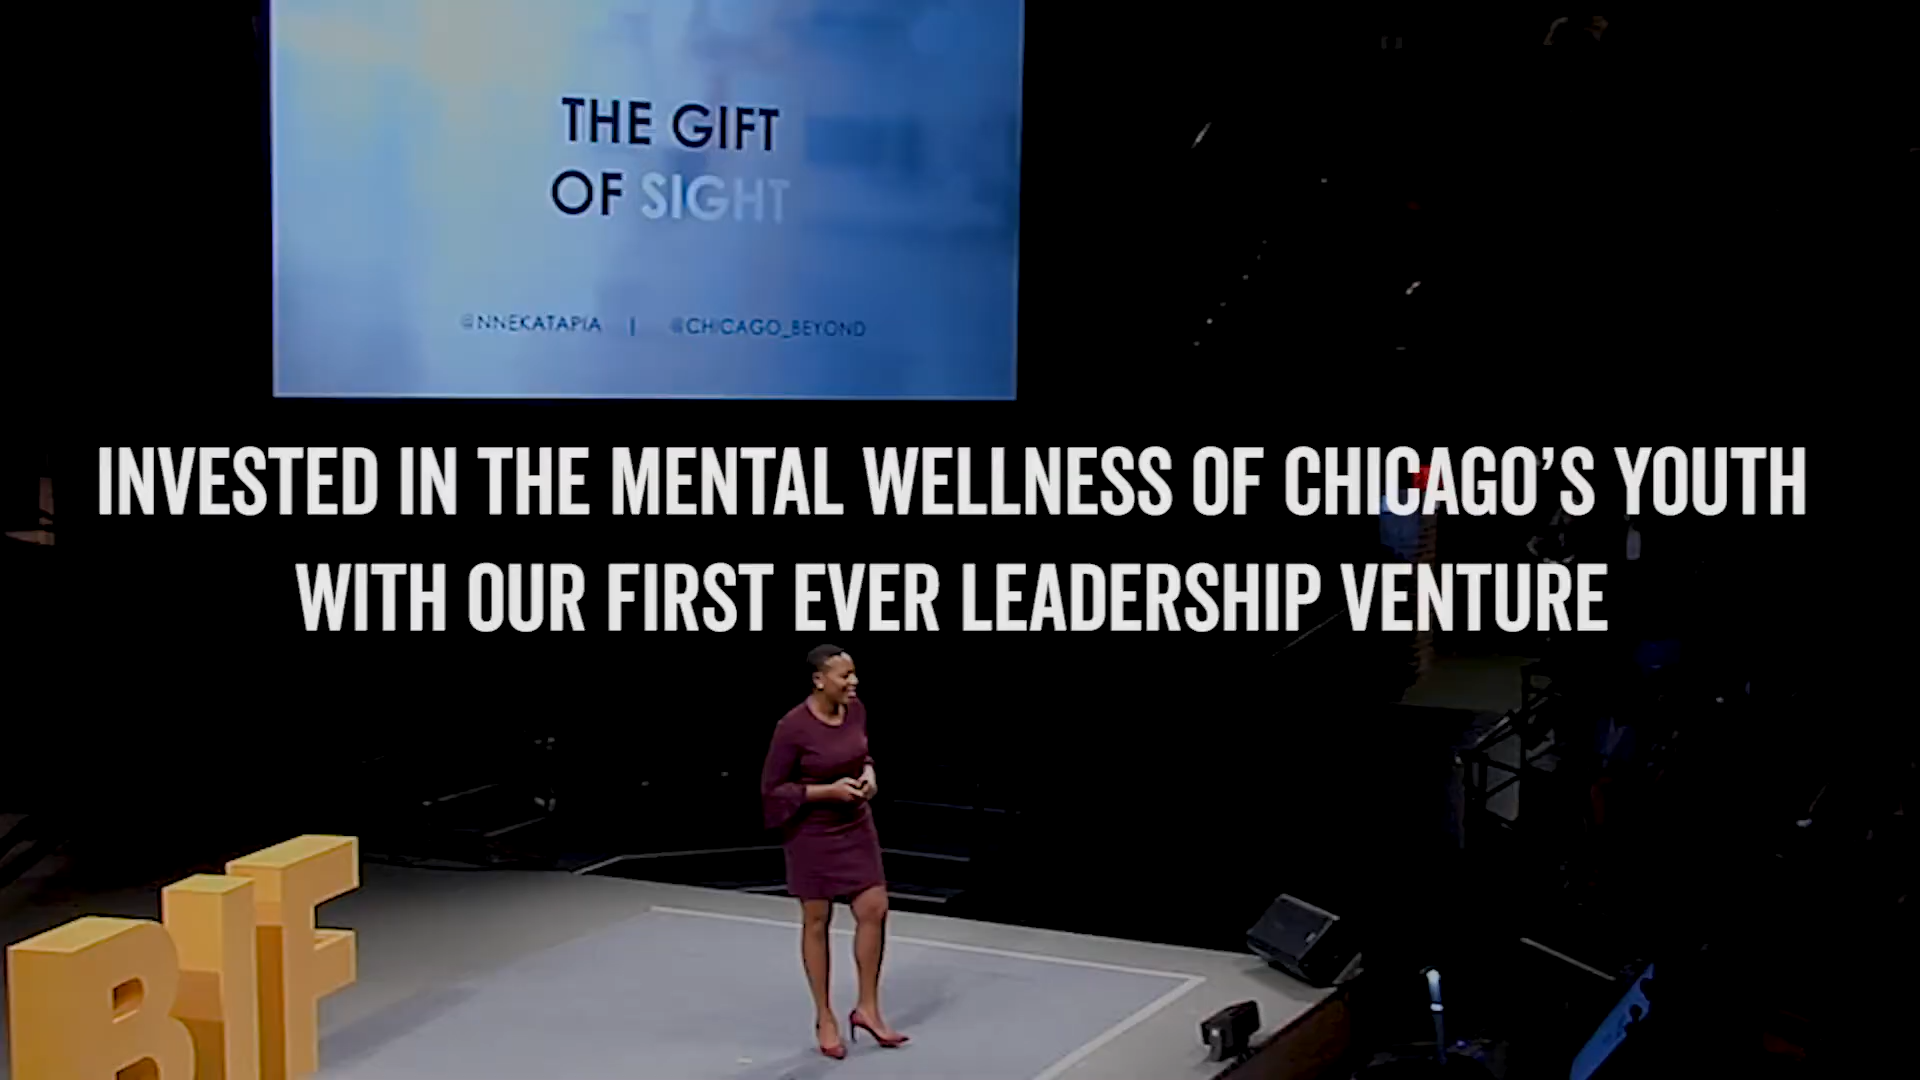 THE GIFT
OF SIGHT
@NNEKATAPIA | @CHICAGO_BEYOND
INVESTED IN THE MENTAL WELLNESS OF CHICAGO’S YOUTH
WITH OUR FIRST EVER LEADERSHIP VENTURE
BIF